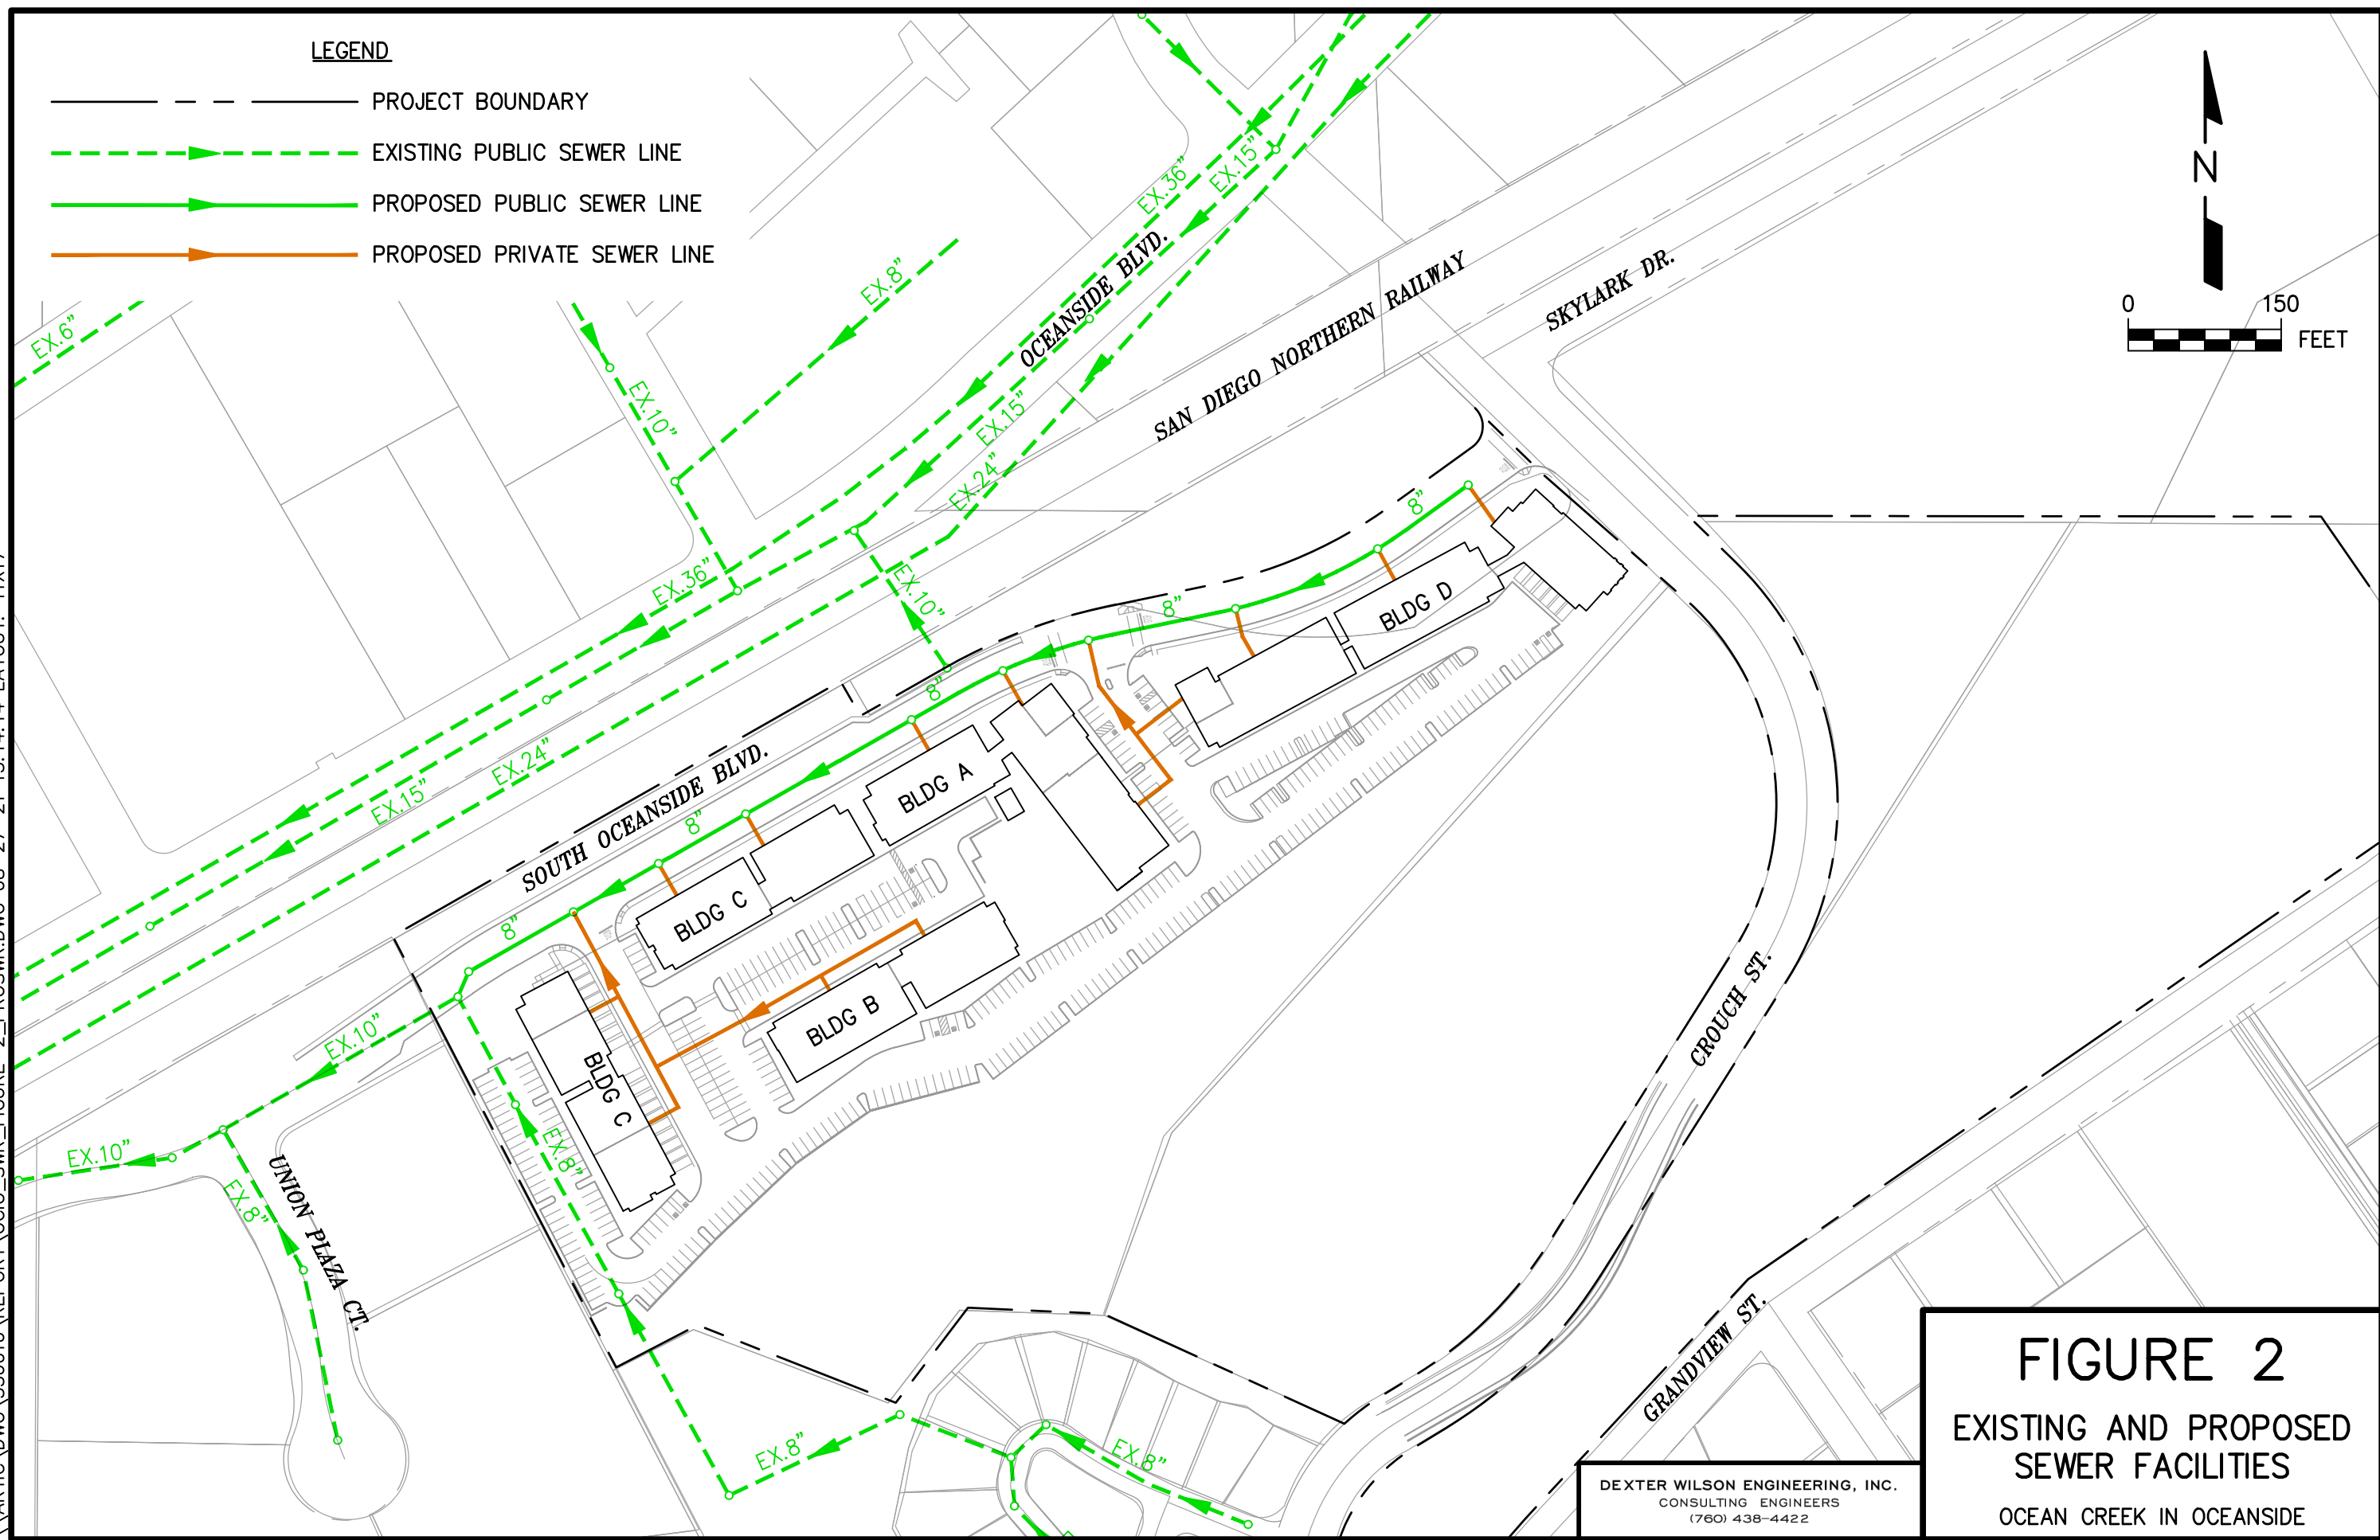 LEGEND
PROJECT BOUNDARY
EXISTING PUBLIC SEWER LINE
PROPOSED PUBLIC SEWER LINE
PROPOSED PRIVATE SEWER LINE
N
0 150
FEET
EX.6”
EX.10”
EX.8”
EX.36”
EX.15”
OCEANSIDE BLVD.
SAN DIEGO NORTHERN RAILWAY
SKYLARK DR.
EX.15”
EX.24”
EX.36”
EX.10”
8”
8”
8”
8”
8”
BLDG D
BLDG A
BLDG C
BLDG B
BLDG C
EX.24”
EX.15”
SOUTH OCEANSIDE BLVD.
EX.10”
EX.10”
EX.8”
UNION PLAZA CT.
EX.8”
EX.8”
EX.8”
CROUCH ST.
GRANDVIEW ST.
DEXTER WILSON ENGINEERING, INC.
CONSULTING ENGINEERS
(760) 438-4422
FIGURE 2
EXISTING AND PROPOSED
SEWER FACILITIES
OCEAN CREEK IN OCEANSIDE